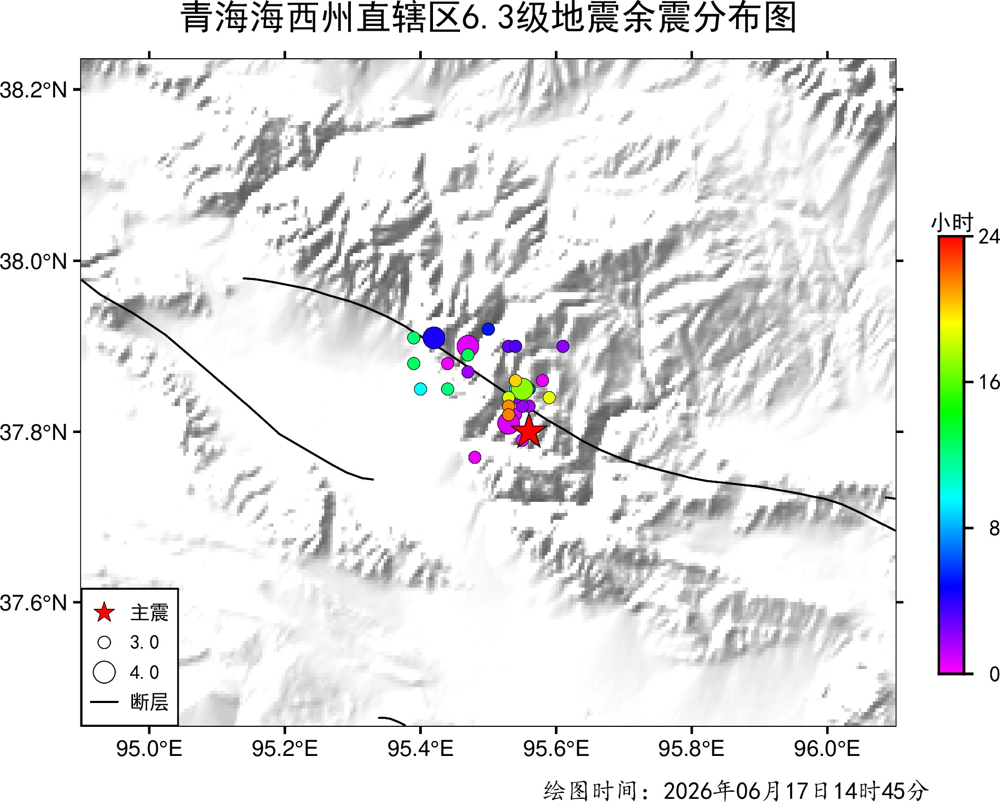 青海海西州直辖区6.3级地震余震分布图
38.2°N
38.0°N
37.8°N
37.6°N
95.0°E
95.2°E
95.4°E
95.6°E
95.8°E
96.0°E
主震
3.0
4.0
断层
小时
24
16
8
0
绘图时间：2026年06月17日14时45分